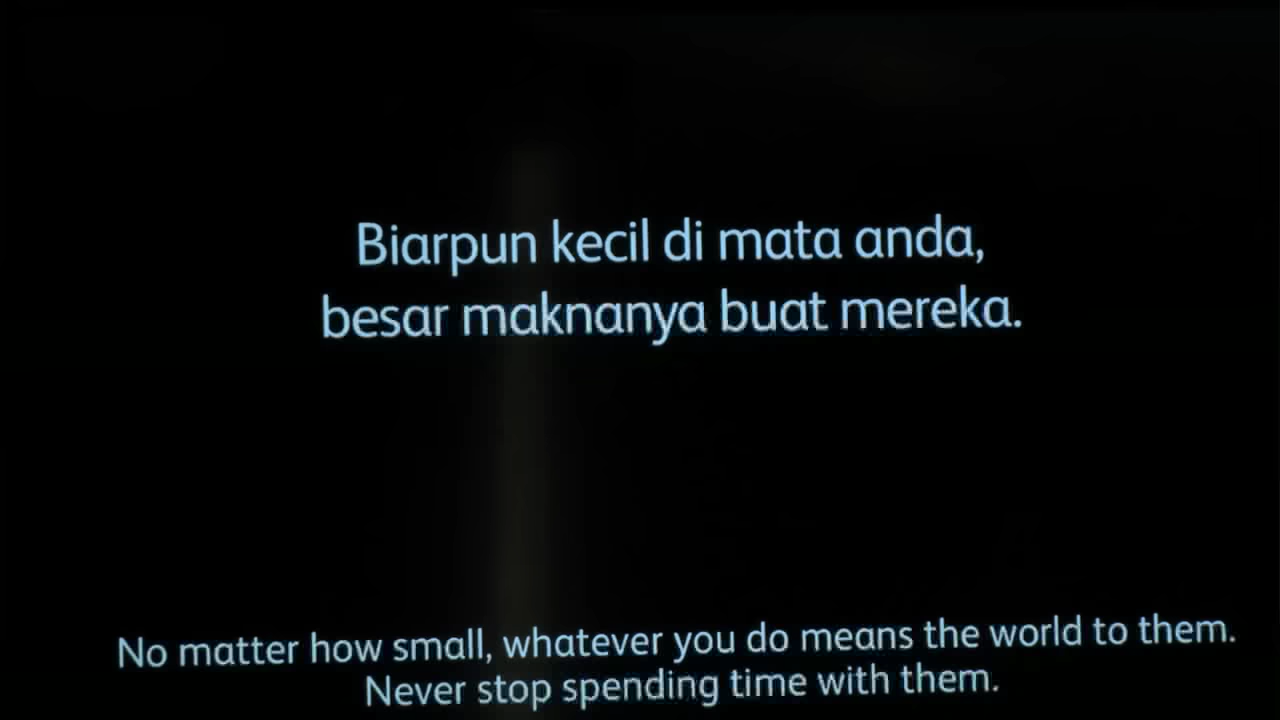 Biarpun kecil di mata anda,
besar maknanya buat mereka.
No matter how small, whatever you do means the world to them.
Never stop spending time with them.